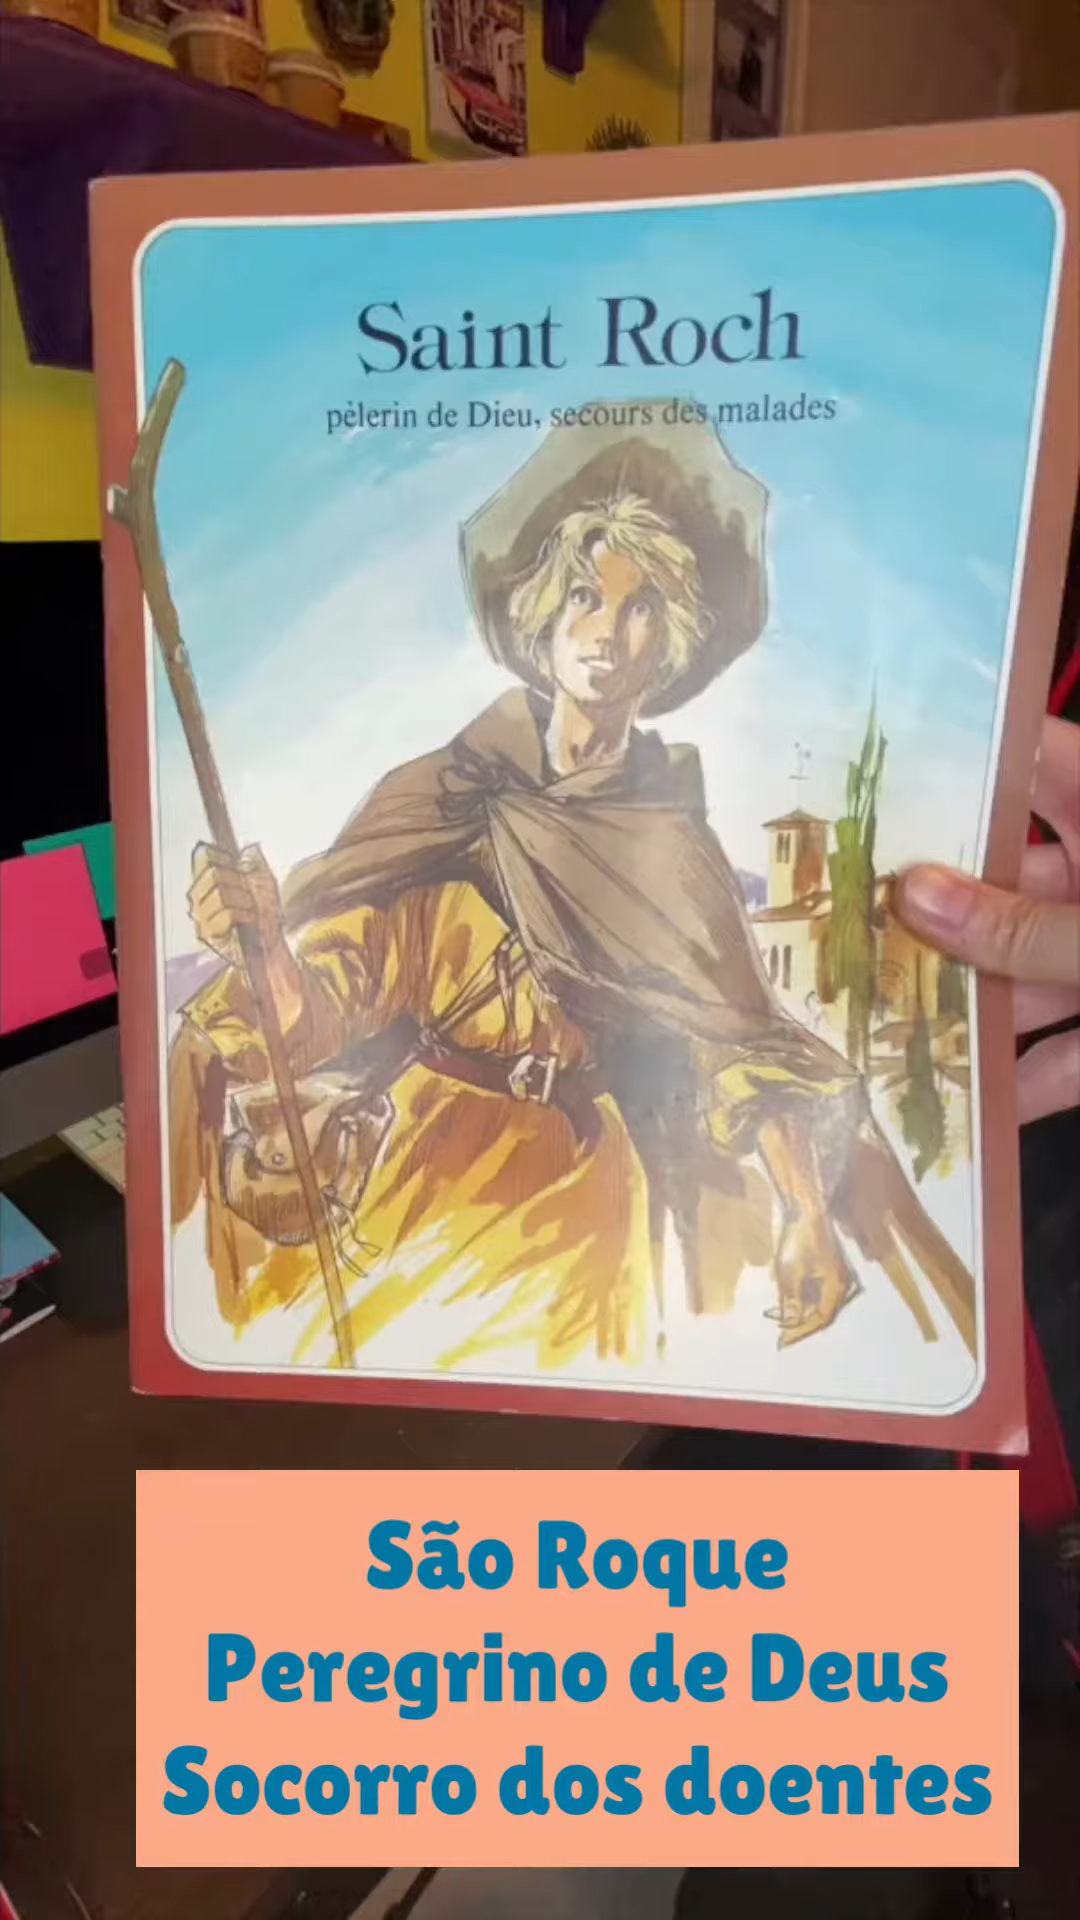 Saint Roch
pèlerin de Dieu, secours des malades
São Roque
Peregrino de Deus
Socorro dos doentes